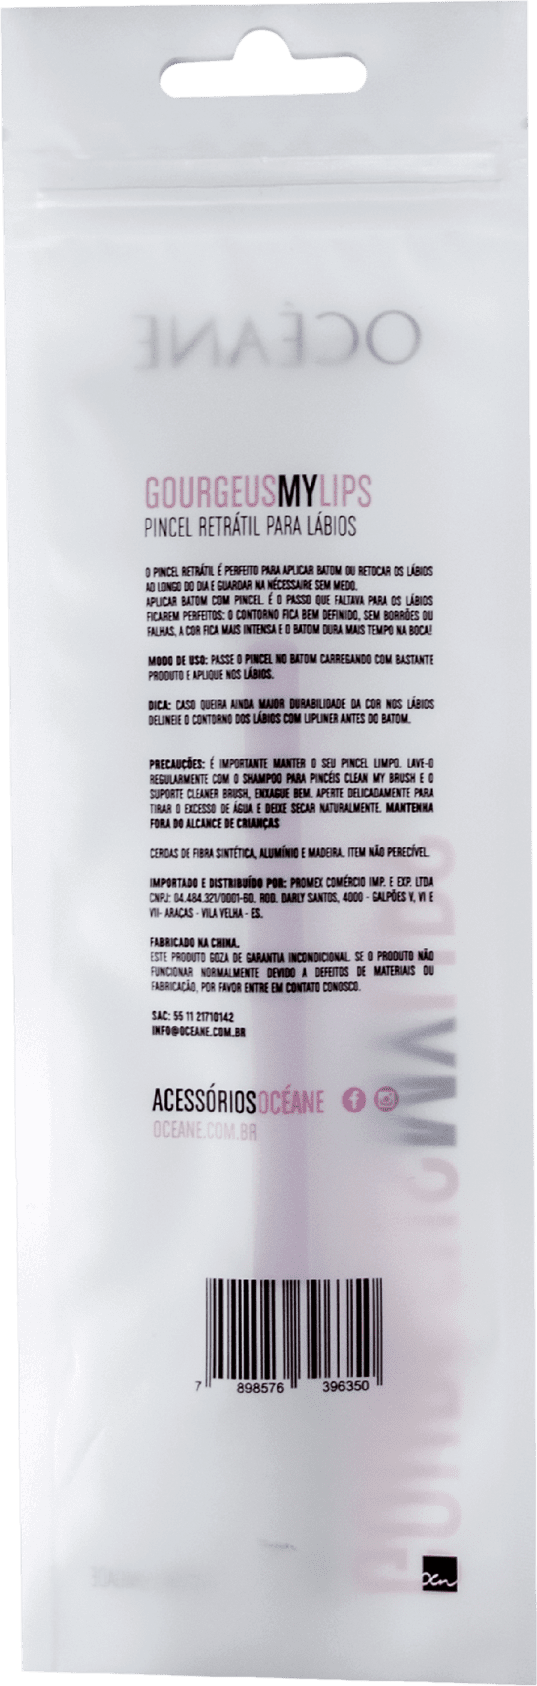 OCÉANE
GOURGEUSMYLIPS
PINCEL RETRÁTIL PARA LÁBIOS
O PINCEL RETRÁTIL É PERFEITO PARA APLICAR BATOM OU RETOCAR OS LÁBIOS
AO LONGO DO DIA E GUARDAR NA NÉCESSAIRE SEM MEDO.
APLICAR BATOM COM PINCEL. É O PASSO QUE FALTAVA PARA OS LÁBIOS
FICAREM PERFEITOS: O CONTORNO FICA BEM DEFINIDO, SEM BORRÕES OU
FALHAS, A COR FICA MAIS INTENSA E O BATOM DURA MAIS TEMPO NA BOCA!
MODO DE USO: PASSE O PINCEL NO BATOM CARREGANDO COM BASTANTE
PRODUTO E APLIQUE NOS LÁBIOS.
DICA: CASO QUEIRA AINDA MAIOR DURABILIDADE DA COR NOS LÁBIOS
DELINEIE O CONTORNO DOS LÁBIOS COM LIPLINER ANTES DO BATOM.
PRECAUÇÕES: É IMPORTANTE MANTER O SEU PINCEL LIMPO. LAVE-O
REGULARMENTE COM O SHAMPOO PARA PINCÉIS CLEAN MY BRUSH E O
SUPORTE CLEANER BRUSH, ENXAGUE BEM. APERTE DELICADAMENTE PARA
TIRAR O EXCESSO DE ÁGUA E DEIXE SECAR NATURALMENTE. MANTENHA
FORA DO ALCANCE DE CRIANÇAS
CERDAS DE FIBRA SINTÉTICA, ALUMÍNIO E MADEIRA. ITEM NÃO PERECÍVEL.
IMPORTADO E DISTRIBUÍDO POR: PROMEX COMÉRCIO IMP. E EXP. LTDA
CNPJ: 04.484.321/0001-60. ROD. DARLY SANTOS, 4000 - GALPÕES V, VI E
VII- ARACAS - VILA VELHA - ES.
FABRICADO NA CHINA.
ESTE PRODUTO GOZA DE GARANTIA INCONDICIONAL. SE O PRODUTO NÃO
FUNCIONAR NORMALMENTE DEVIDO A DEFEITOS DE MATERIAIS OU
FABRICAÇÃO, POR FAVOR ENTRE EM CONTATO CONOSCO.
SAC: 55 11 21710142
INFO@OCEANE.COM.BR
ACESSÓRIOSOCÉANE
OCEANE.COM.BR
7 898576 396350